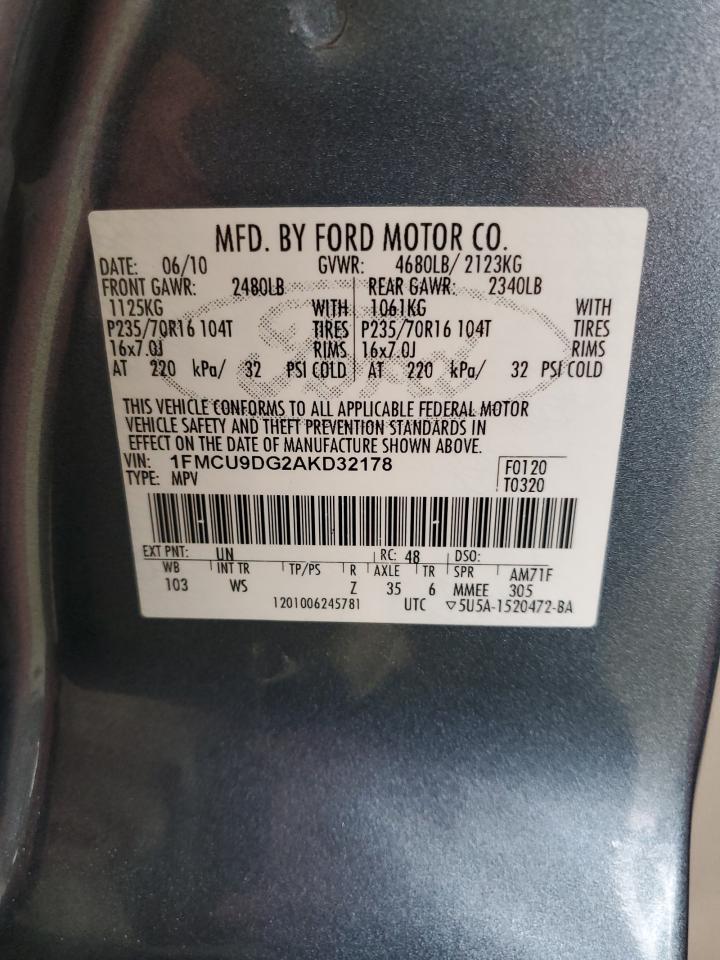 MFD. BY FORD MOTOR CO.
DATE: 06/10 GVWR: 4680LB/ 2123KG
FRONT GAWR: 2480LB REAR GAWR: 2340LB
1125KG WITH 1061KG WITH
P235/70R16 104T TIRES P235/70R16 104T TIRES
16x7.0J RIMS 16x7.0J RIMS
AT 220 kPa/ 32 PSI COLD AT 220 kPa/ 32 PSI COLD
Ford
THIS VEHICLE CONFORMS TO ALL APPLICABLE FEDERAL MOTOR
VEHICLE SAFETY AND THEFT PREVENTION STANDARDS IN
EFFECT ON THE DATE OF MANUFACTURE SHOWN ABOVE.
VIN: 1FMCU9DG2AKD32178 F0120
TYPE: MPV T0320
EXT PNT: UN RC: 48 DSO:
WB INT TR TP/PS R AXLE TR SPR AM71F
103 WS Z 35 6 MMEE 305
1201006245781 UTC ▽5U5A-1520472-BA